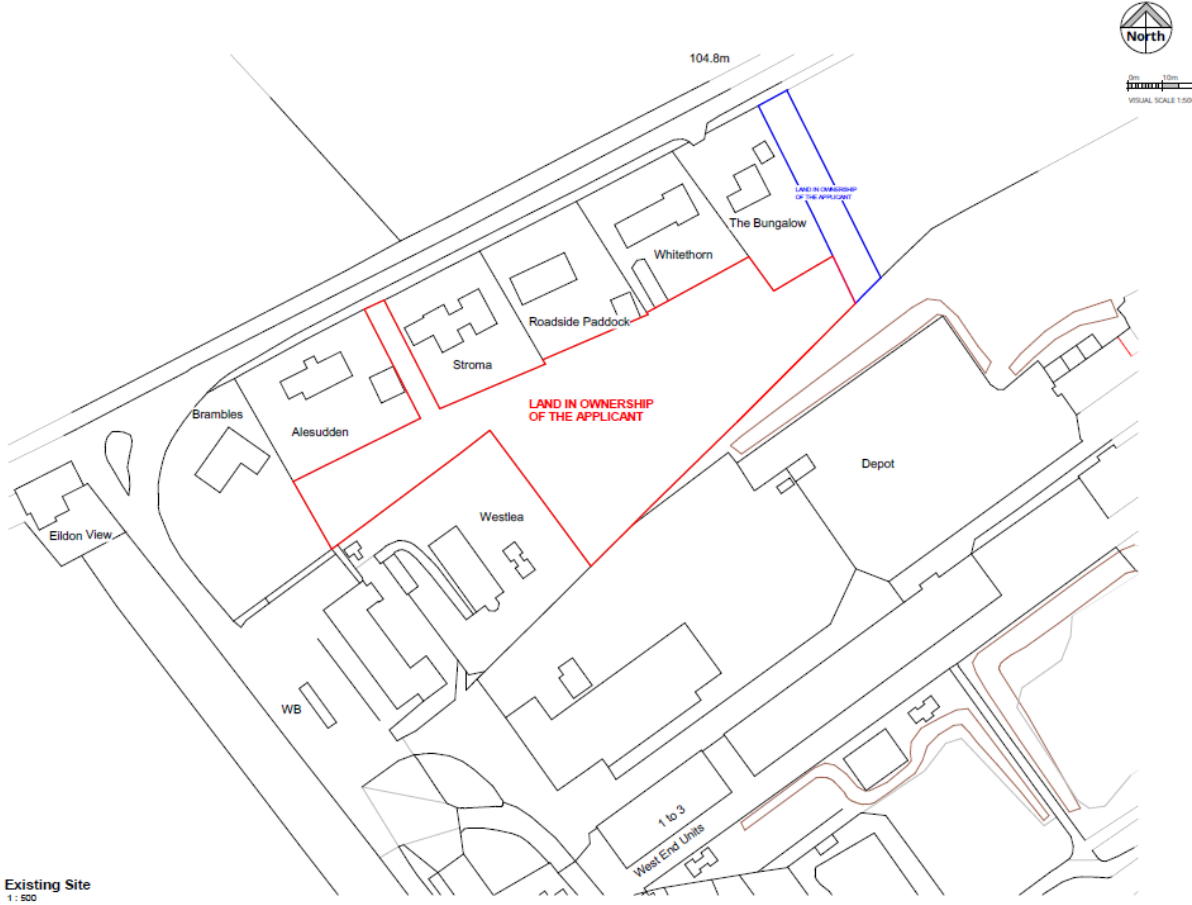 104.8m
North
0m 10m
VISUAL SCALE 1:50
LAND IN OWNERSHIP
OF THE APPLICANT
The Bungalow
Whitethorn
Roadside Paddock
Stroma
LAND IN OWNERSHIP
OF THE APPLICANT
Brambles
Alesudden
Depot
Eildon View
Westlea
WB
1 to 3
West End Units
Existing Site
1 : 500